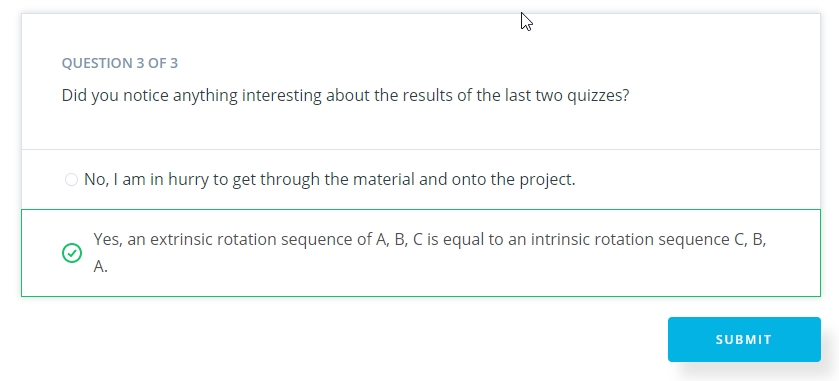 QUESTION 3 OF 3
Did you notice anything interesting about the results of the last two quizzes?
No, I am in hurry to get through the material and onto the project.
Yes, an extrinsic rotation sequence of A, B, C is equal to an intrinsic rotation sequence C, B,
A.
SUBMIT